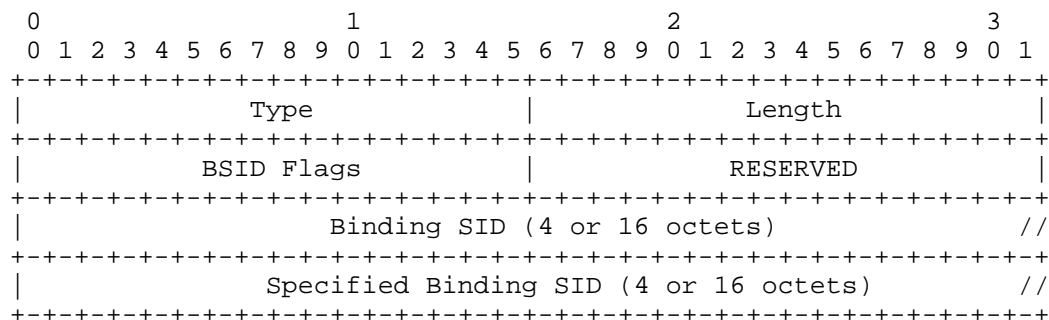 0                   1                   2                   3
 0 1 2 3 4 5 6 7 8 9 0 1 2 3 4 5 6 7 8 9 0 1 2 3 4 5 6 7 8 9 0 1
+-+-+-+-+-+-+-+-+-+-+-+-+-+-+-+-+-+-+-+-+-+-+-+-+-+-+-+-+-+-+-+-+
|              Type             |             Length            |
+-+-+-+-+-+-+-+-+-+-+-+-+-+-+-+-+-+-+-+-+-+-+-+-+-+-+-+-+-+-+-+-+
|           BSID Flags          |            RESERVED           |
+-+-+-+-+-+-+-+-+-+-+-+-+-+-+-+-+-+-+-+-+-+-+-+-+-+-+-+-+-+-+-+-+
|                   Binding SID (4 or 16 octets)               //
+-+-+-+-+-+-+-+-+-+-+-+-+-+-+-+-+-+-+-+-+-+-+-+-+-+-+-+-+-+-+-+-+
|               Specified Binding SID (4 or 16 octets)         //
+-+-+-+-+-+-+-+-+-+-+-+-+-+-+-+-+-+-+-+-+-+-+-+-+-+-+-+-+-+-+-+-+